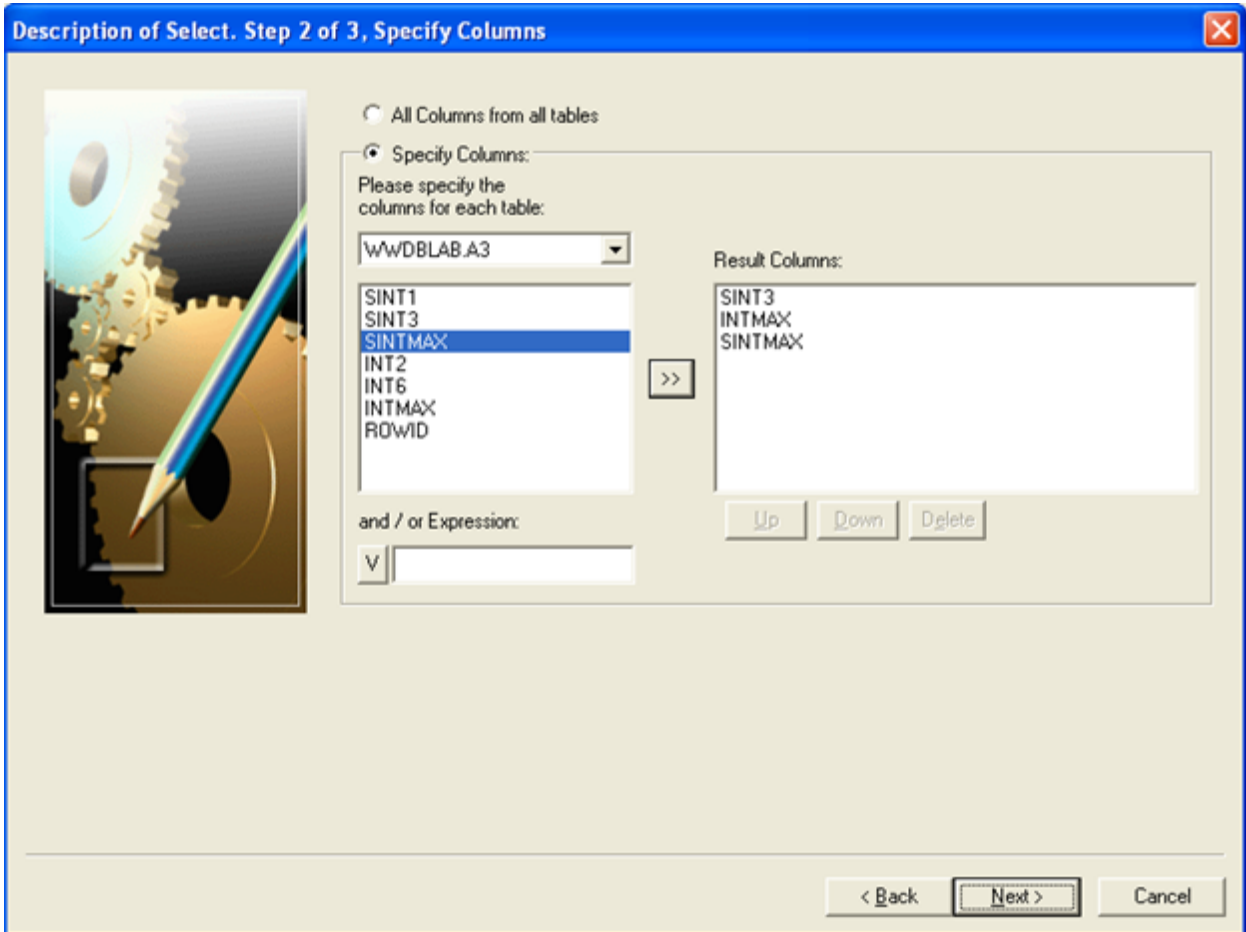 Description of Select. Step 2 of 3, Specify Columns
All Columns from all tables
Specify Columns:
Please specify the
columns for each table:
WWDBLAB.A3
SINT1
SINT3
SINTMAX
INT2
INT6
INTMAX
ROWID
>>
Result Columns:
SINT3
INTMAX
SINTMAX
Up
Down
Delete
and / or Expression:
V
< Back
Next >
Cancel